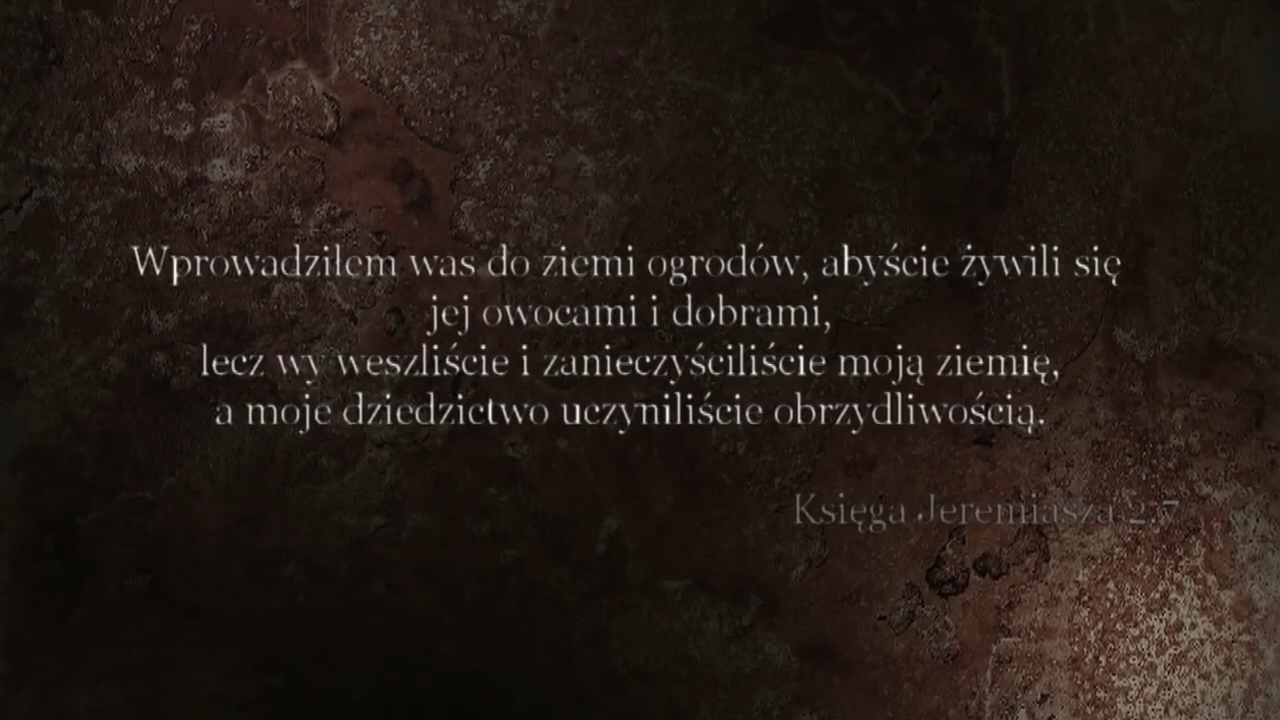 Wprowadziłem was do ziemi ogrodów, abyście żywili się
jej owocami i dobrami,
lecz wy weszliście i zanieczyściliście moją ziemię,
a moje dziedzictwo uczyniliście obrzydliwością.
Księga Jeremiasza 2.7